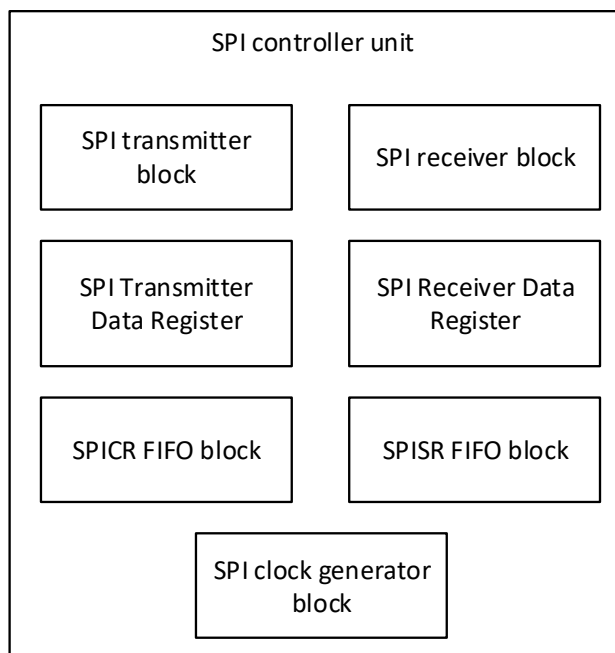 SPI controller unit
SPI transmitter
block
SPI receiver block
SPI Transmitter
Data Register
SPI Receiver Data
Register
SPICR FIFO block
SPISR FIFO block
SPI clock generator
block